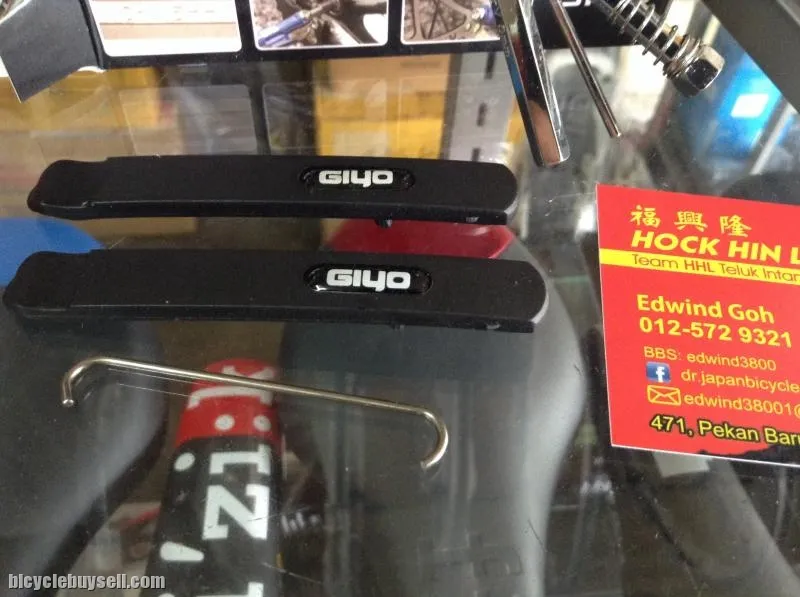 GIYO
GIYO
福興隆
HOCK HIN L
Team HHL Teluk Intan
Edwind Goh
012-572 9321
BBS: edwind3800
dr.japanbicycle
edwind38001@
471, Pekan Baru
bicyclebuysell.com